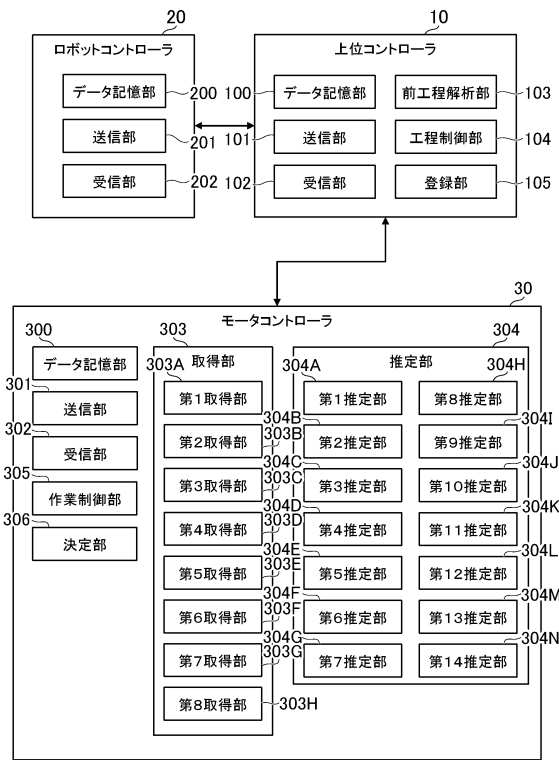 20
ロボットコントローラ
データ記憶部
200
送信部
201
受信部
202
10
上位コントローラ
100
データ記憶部
前工程解析部
103
101
送信部
工程制御部
104
102
受信部
登録部
105
30
モータコントローラ
300
データ記憶部
301
送信部
302
受信部
305
作業制御部
306
決定部
303
取得部
303A
第1取得部
第2取得部
303B
第3取得部
303C
第4取得部
303D
第5取得部
303E
第6取得部
303F
第7取得部
303G
第8取得部
303H
304
推定部
304A
第1推定部
304B
第2推定部
304C
第3推定部
304D
第4推定部
304E
第5推定部
304F
第6推定部
304G
第7推定部
304H
第8推定部
304I
第9推定部
304J
第10推定部
304K
第11推定部
304L
第12推定部
304M
第13推定部
304N
第14推定部